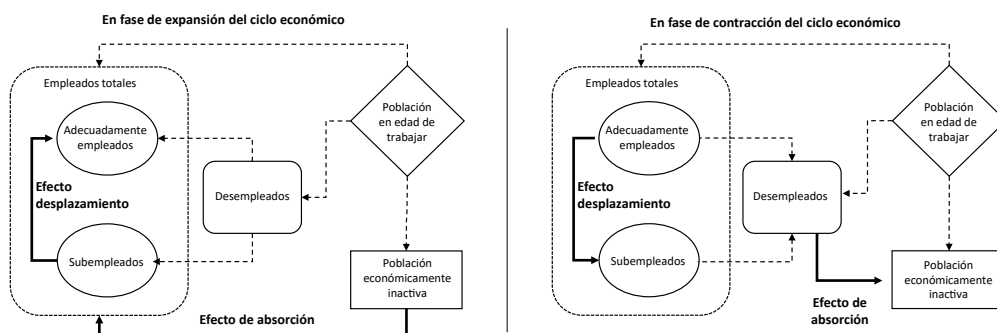 En fase de expansión del ciclo económico
Empleados totales
Adecuadamente
empleados
Efecto
desplazamiento
Subempleados
Desempleados
Población
en edad de
trabajar
Población
económicamente
inactiva
Efecto de absorción
En fase de contracción del ciclo económico
Empleados totales
Adecuadamente
empleados
Efecto
desplazamiento
Subempleados
Desempleados
Población
en edad de
trabajar
Población
económicamente
inactiva
Efecto de
absorción